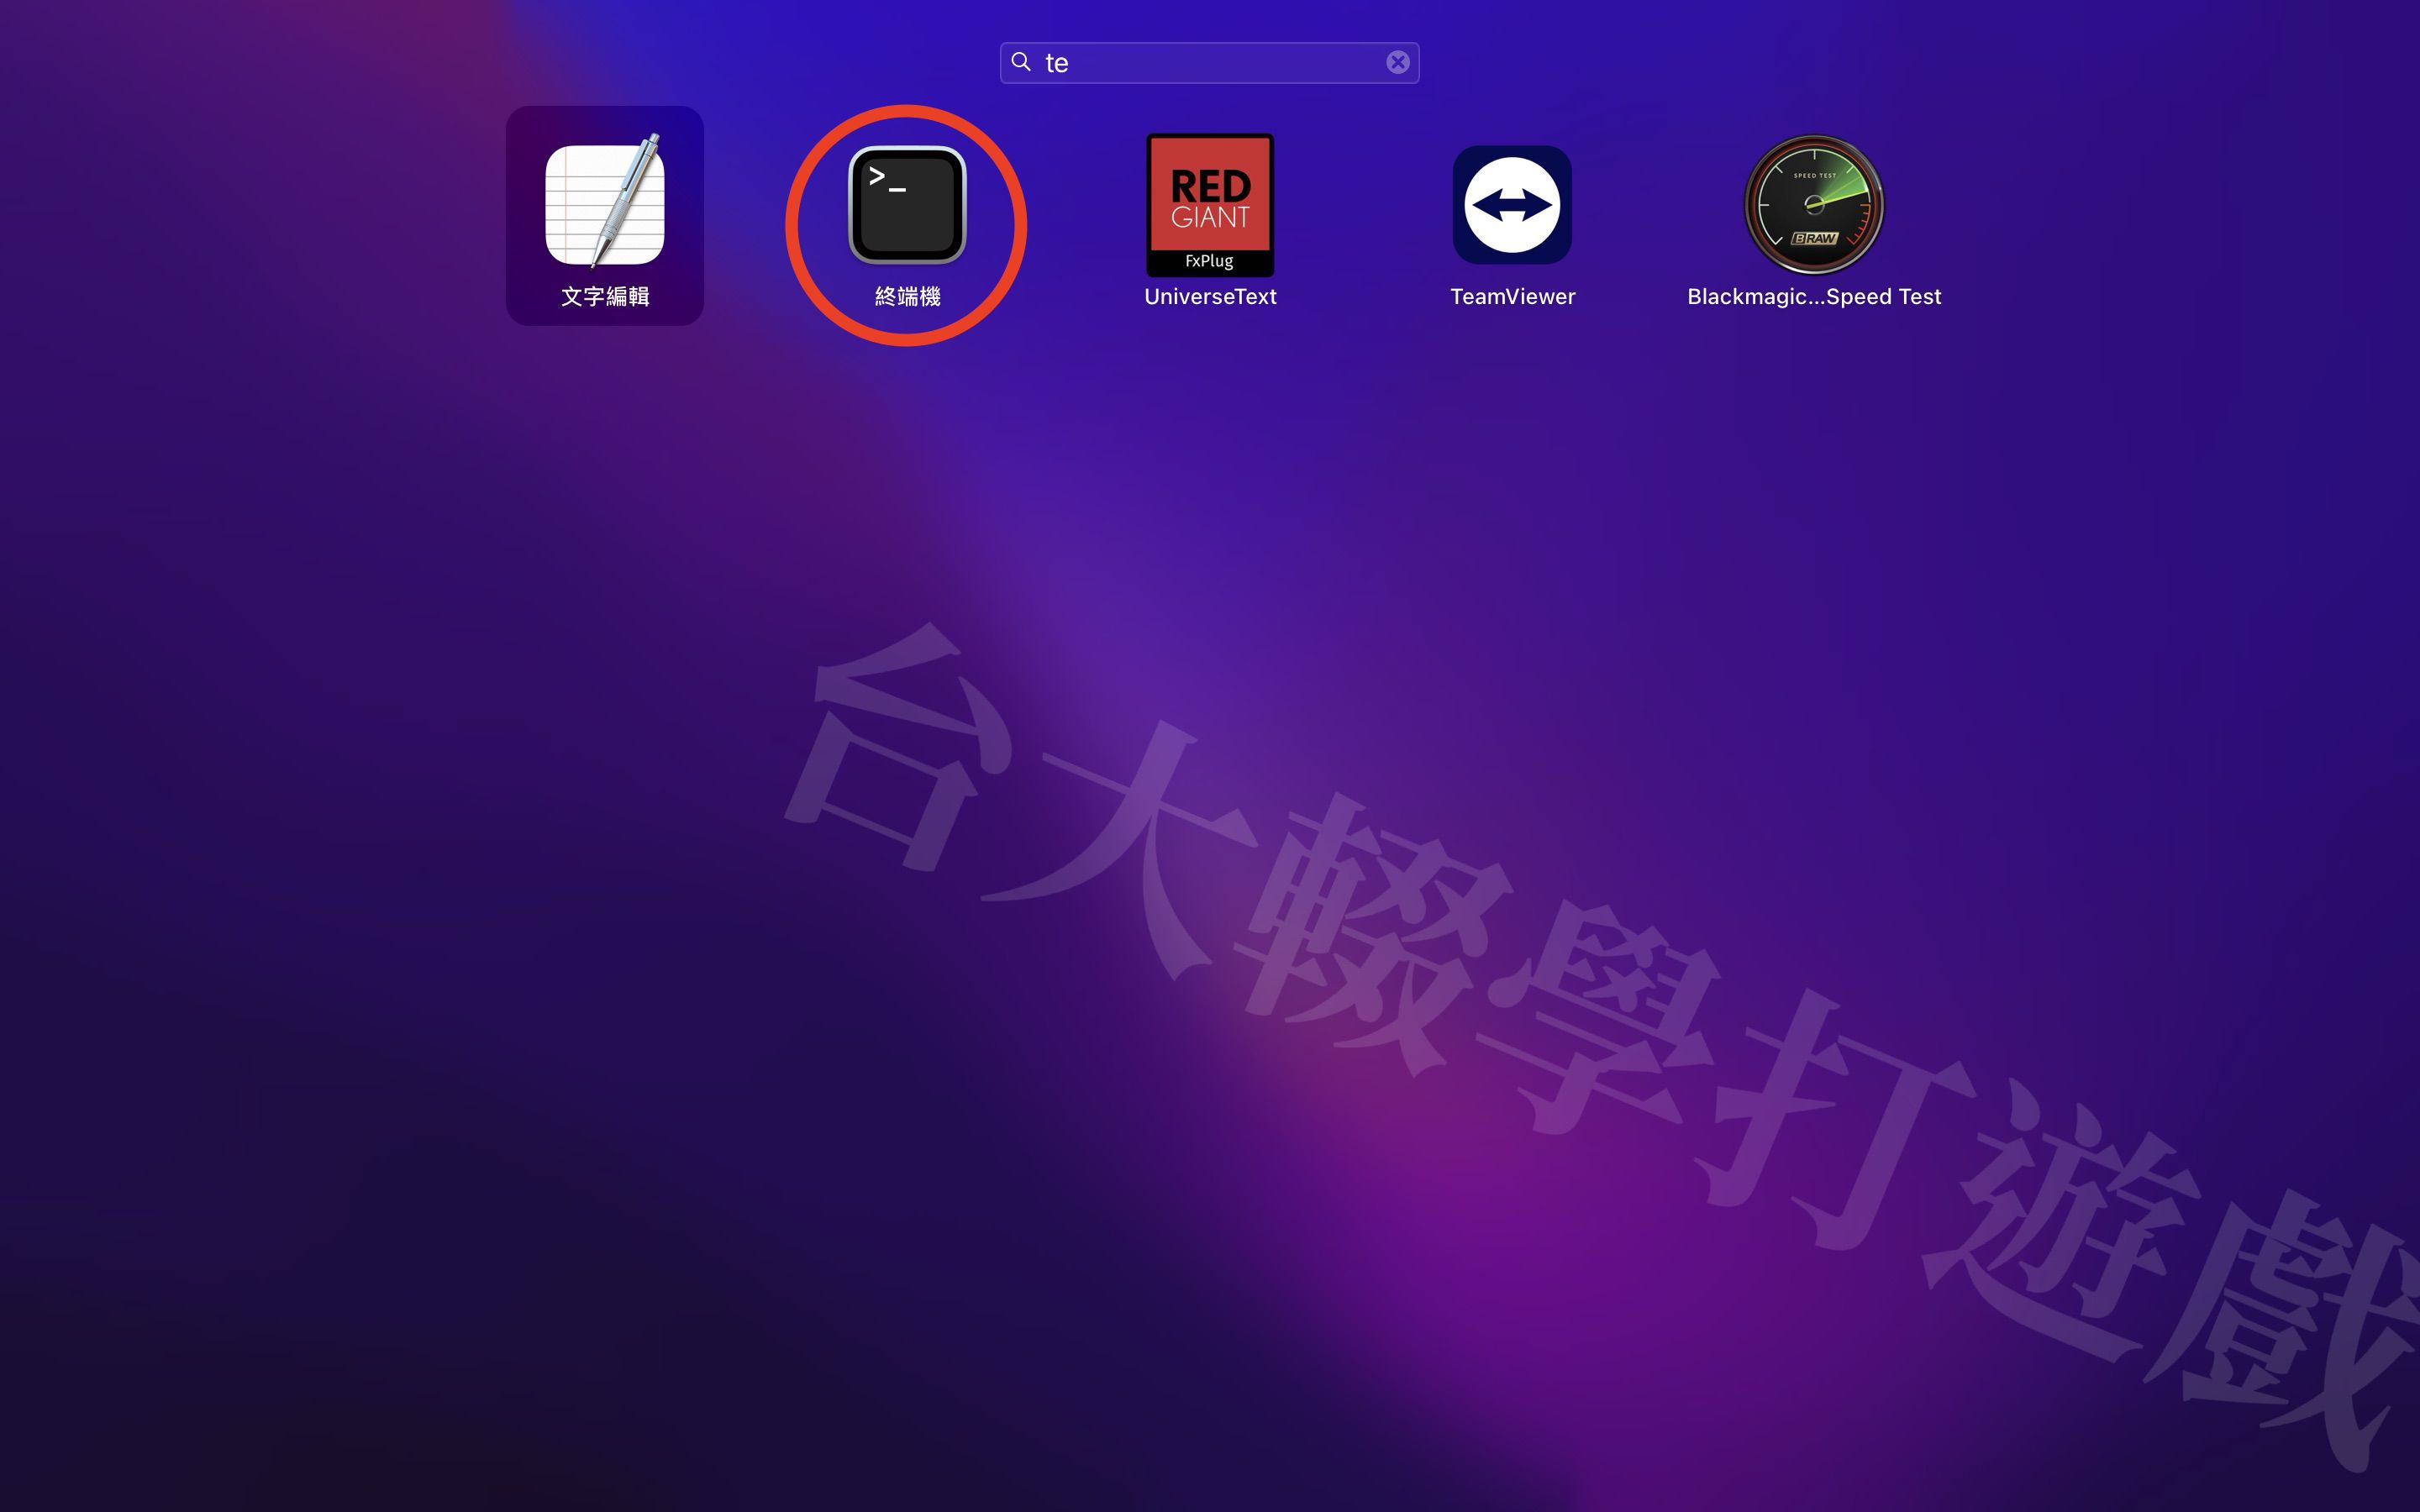 te
>_
RED
GIANT
FxPlug
SPEED TEST
BRAW
文字編輯
終端機
UniverseText
TeamViewer
Blackmagic...Speed Test
台大輟學打遊戲